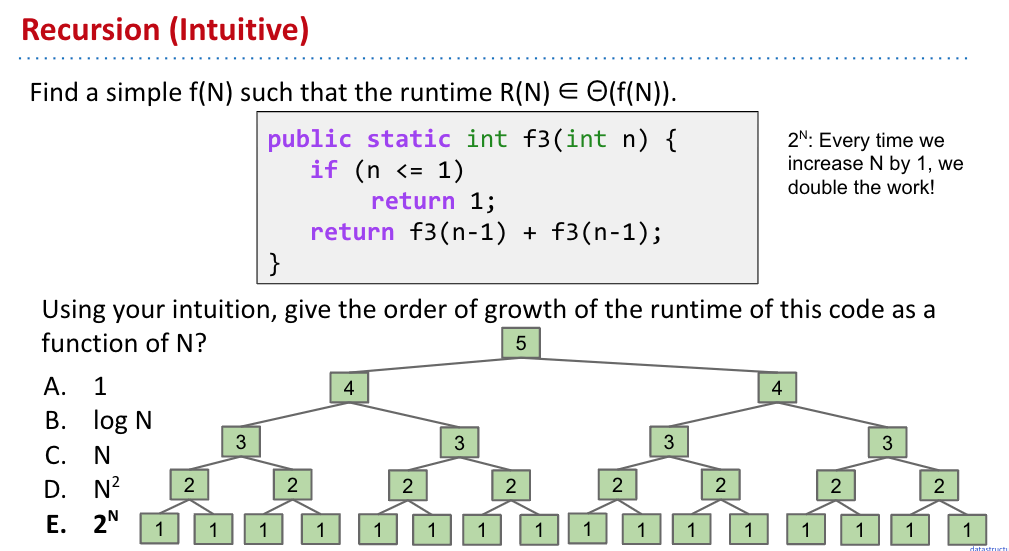 Recursion (Intuitive)
Find a simple f(N) such that the runtime R(N) ∈ Θ(f(N)).
public static int f3(int n) {
if (n <= 1)
return 1;
return f3(n-1) + f3(n-1);
}
2ᴺ: Every time we
increase N by 1, we
double the work!
Using your intuition, give the order of growth of the runtime of this code as a
function of N?
A. 1
B. log N
C. N
D. N²
E. 2ᴺ
5
4 4
3 3 3 3
2 2 2 2 2 2 2 2
1 1 1 1 1 1 1 1 1 1 1 1 1 1 1 1